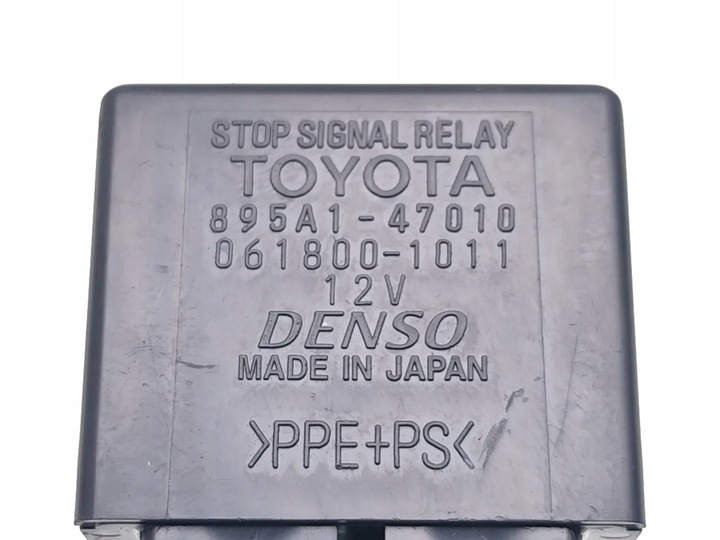 STOP SIGNAL RELAY
TOYOTA
895A1-47010
061800-1011
12V
DENSO
MADE IN JAPAN
>PPE+PS<